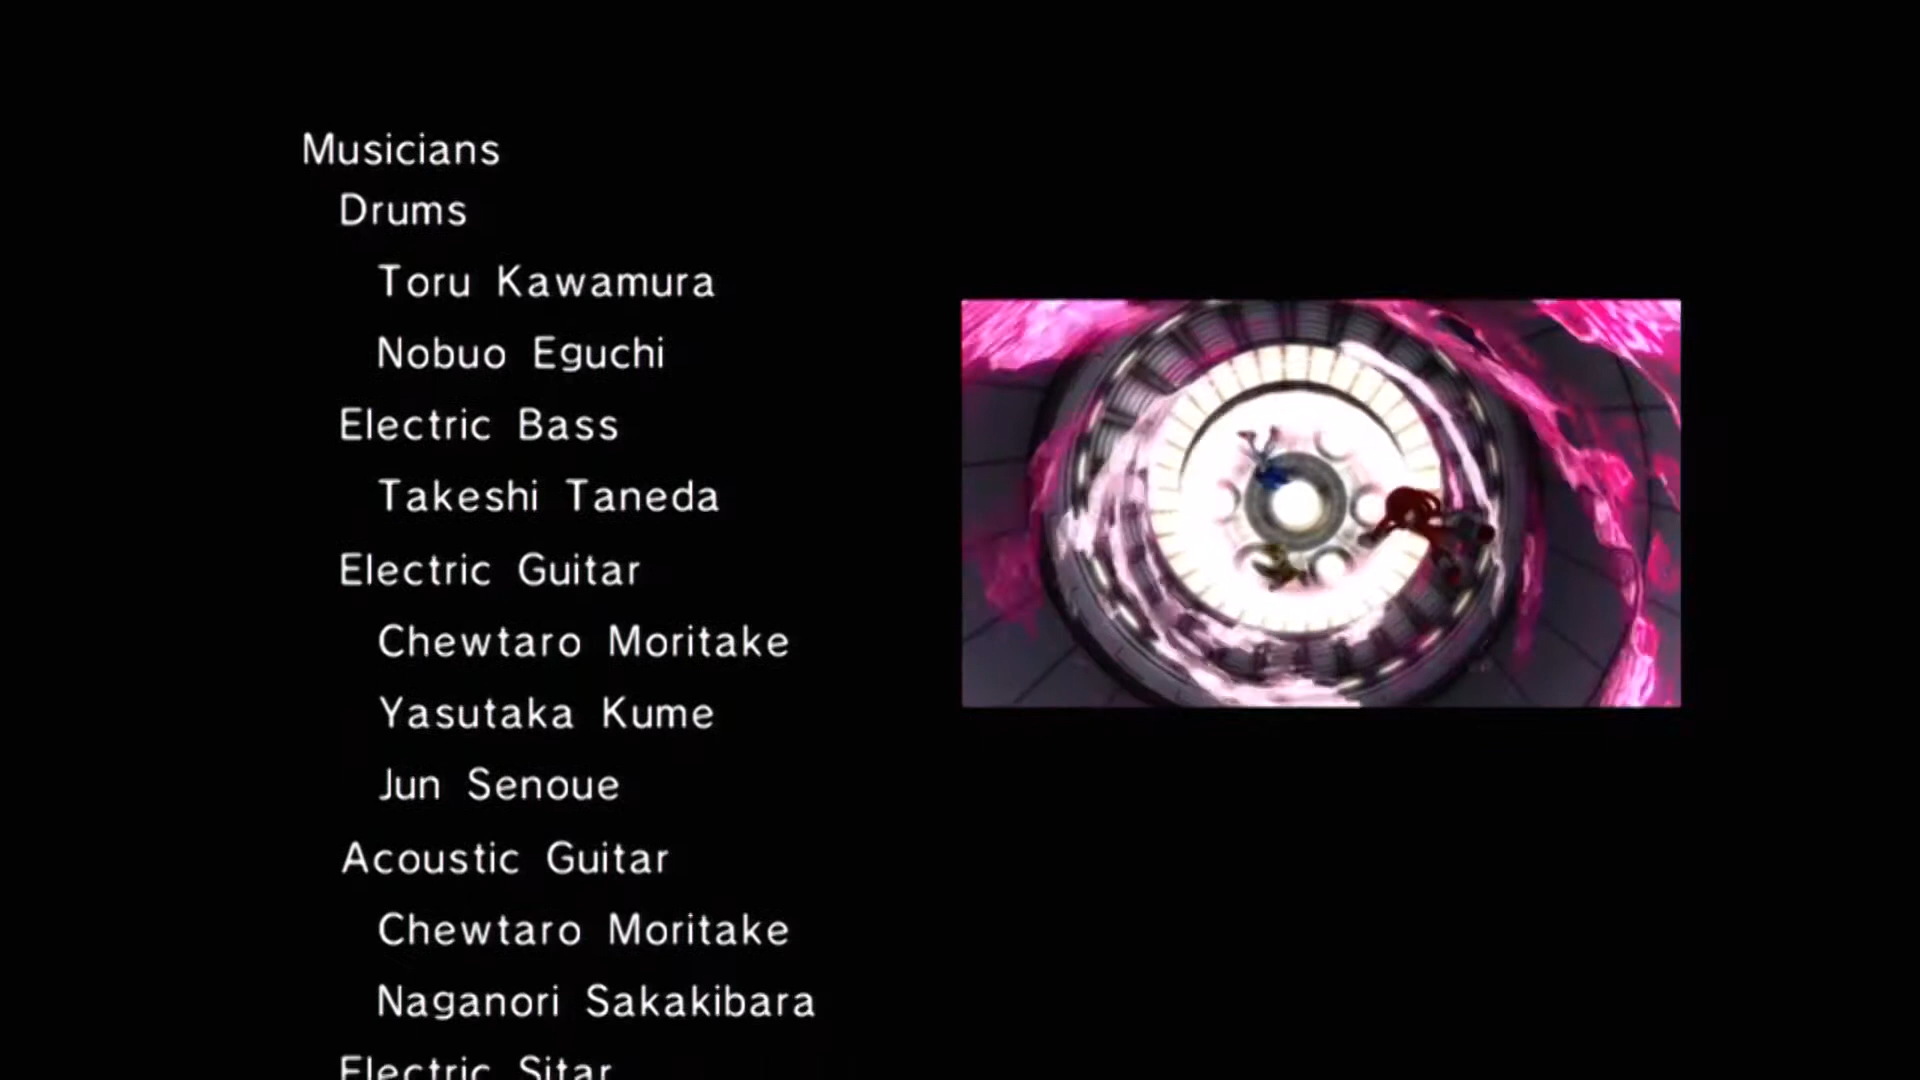 Musicians
Drums
Toru Kawamura
Nobuo Eguchi
Electric Bass
Takeshi Taneda
Electric Guitar
Chewtaro Moritake
Yasutaka Kume
Jun Senoue
Acoustic Guitar
Chewtaro Moritake
Naganori Sakakibara
Electric Sitar